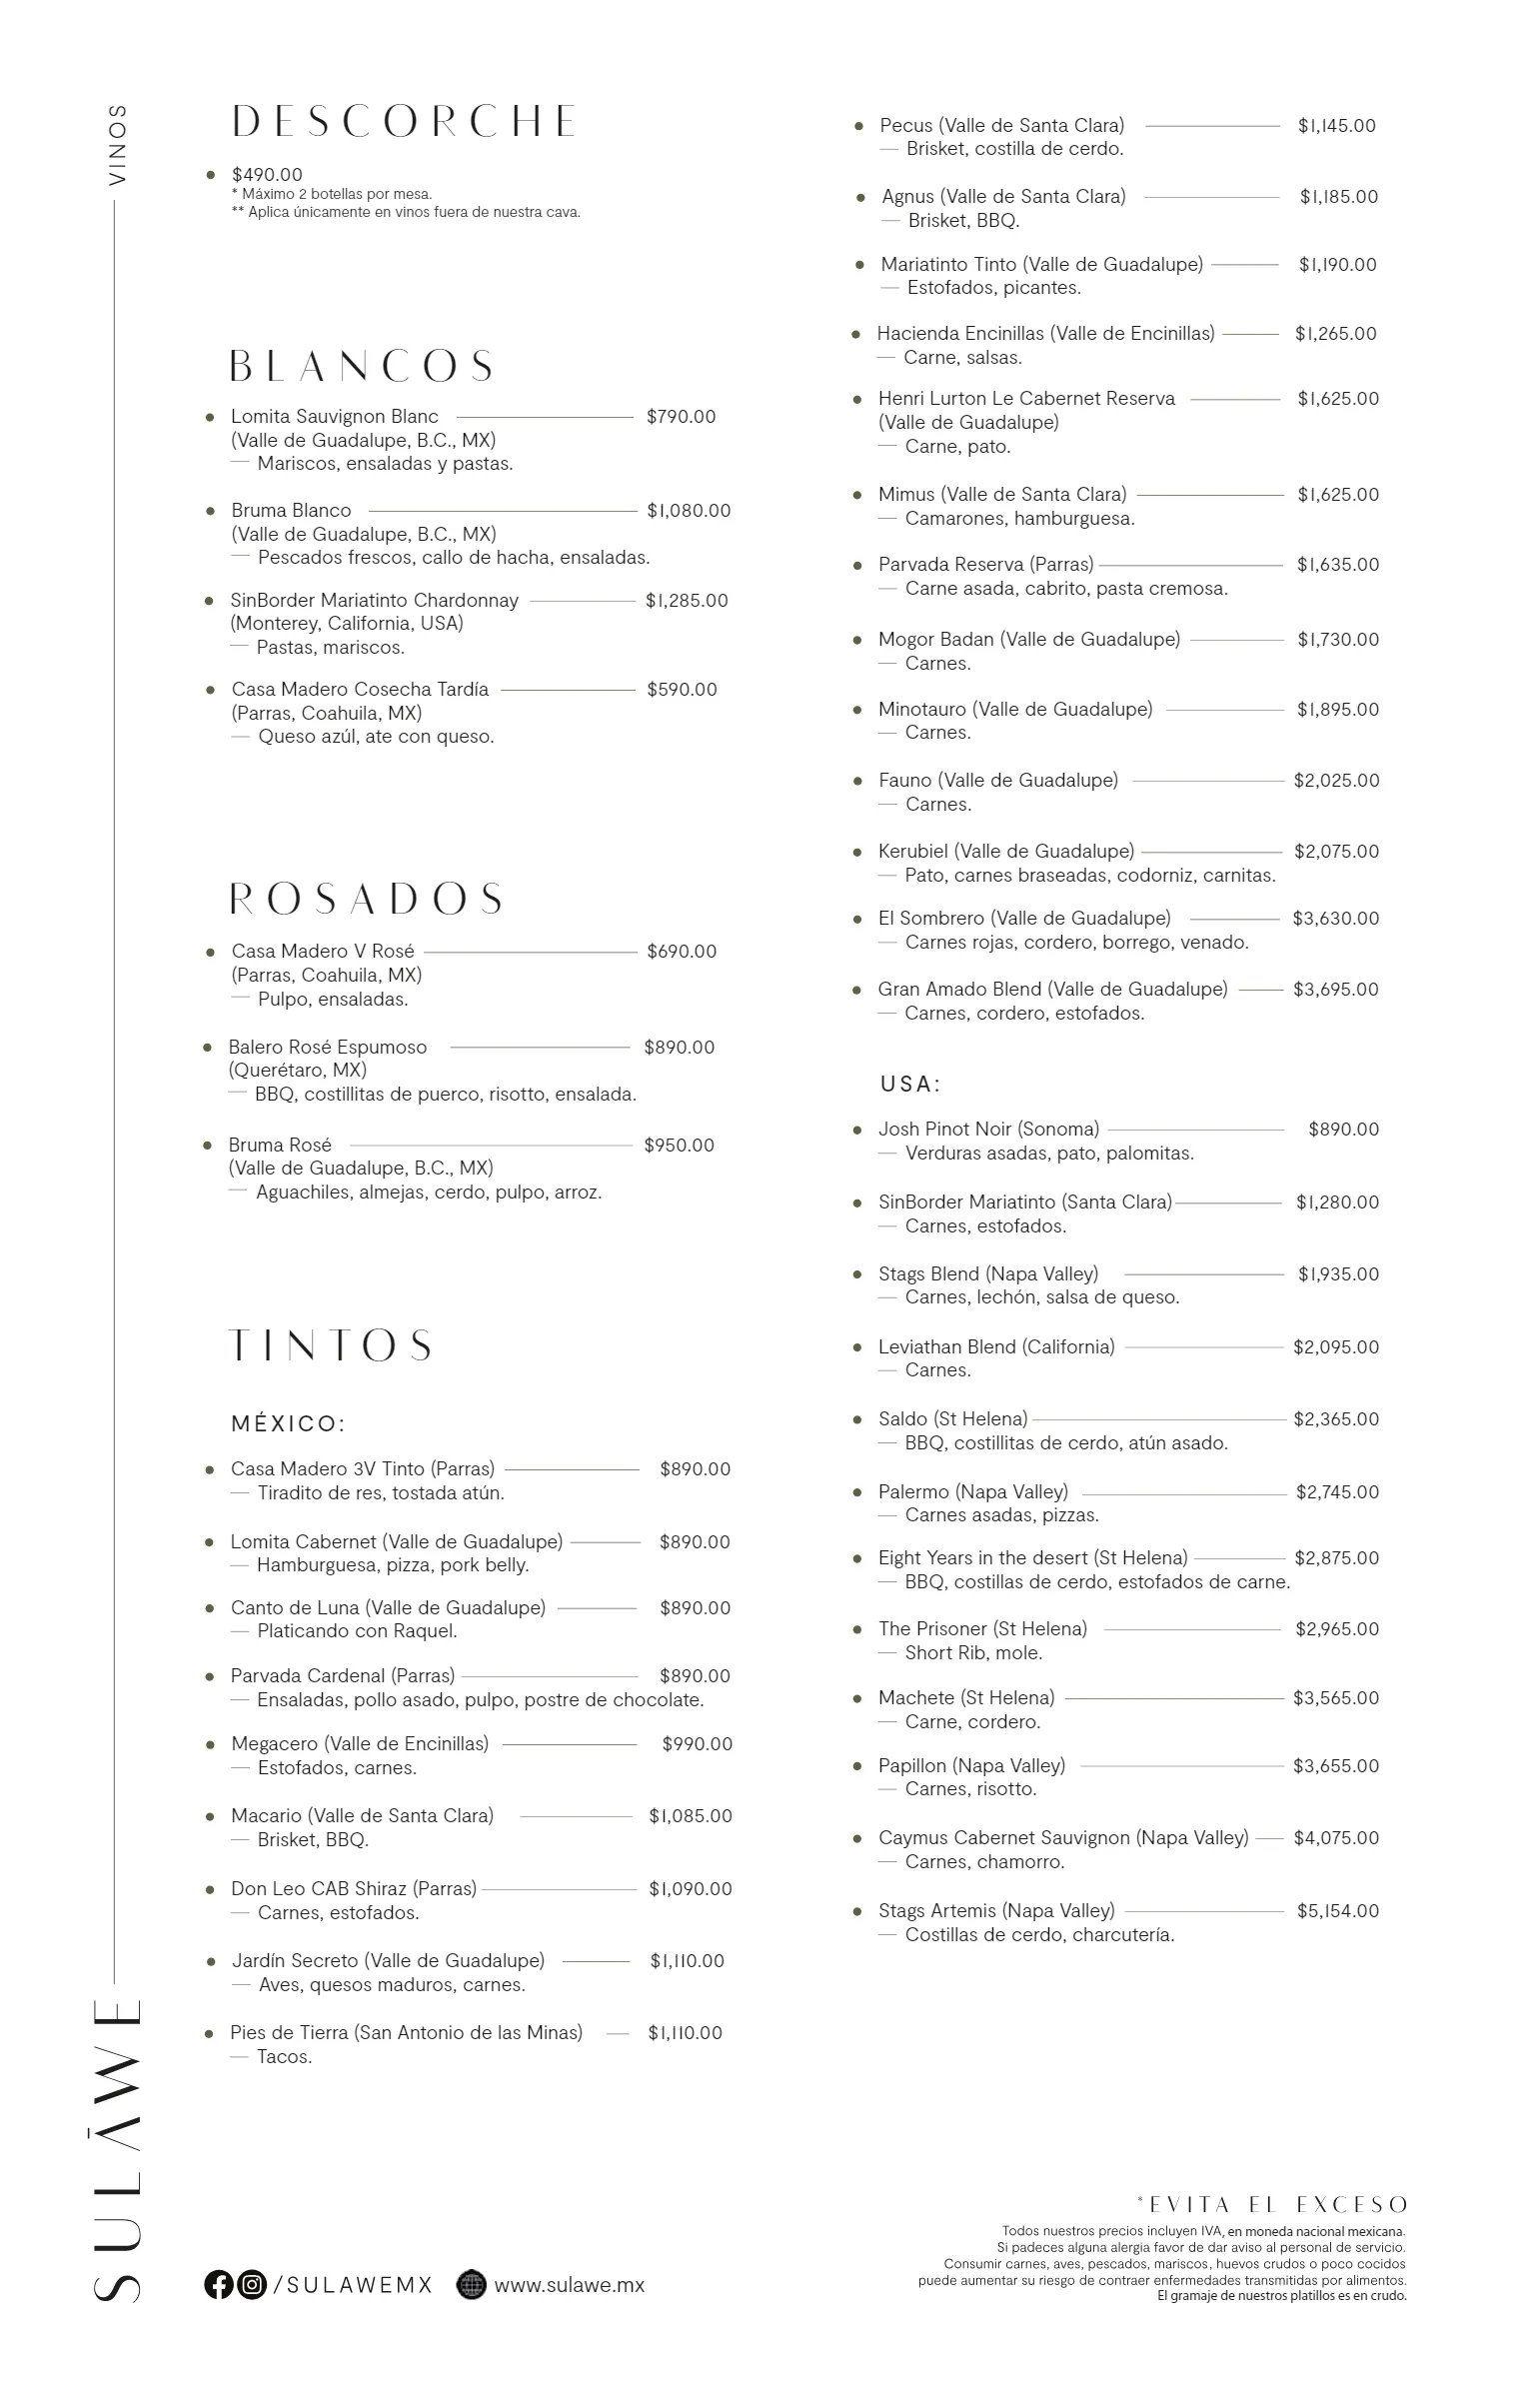 VINOS
SULĀWE
DESCORCHE
$490.00
* Máximo 2 botellas por mesa.
** Aplica únicamente en vinos fuera de nuestra cava.
BLANCOS
Lomita Sauvignon Blanc $790.00
(Valle de Guadalupe, B.C., MX)
— Mariscos, ensaladas y pastas.
Bruma Blanco $1,080.00
(Valle de Guadalupe, B.C., MX)
— Pescados frescos, callo de hacha, ensaladas.
SinBorder Mariatinto Chardonnay $1,285.00
(Monterey, California, USA)
— Pastas, mariscos.
Casa Madero Cosecha Tardía $590.00
(Parras, Coahuila, MX)
— Queso azúl, ate con queso.
ROSADOS
Casa Madero V Rosé $690.00
(Parras, Coahuila, MX)
— Pulpo, ensaladas.
Balero Rosé Espumoso $890.00
(Querétaro, MX)
— BBQ, costillitas de puerco, risotto, ensalada.
Bruma Rosé $950.00
(Valle de Guadalupe, B.C., MX)
— Aguachiles, almejas, cerdo, pulpo, arroz.
TINTOS
MÉXICO:
Casa Madero 3V Tinto (Parras) $890.00
— Tiradito de res, tostada atún.
Lomita Cabernet (Valle de Guadalupe) $890.00
— Hamburguesa, pizza, pork belly.
Canto de Luna (Valle de Guadalupe) $890.00
— Platicando con Raquel.
Parvada Cardenal (Parras) $890.00
— Ensaladas, pollo asado, pulpo, postre de chocolate.
Megacero (Valle de Encinillas) $990.00
— Estofados, carnes.
Macario (Valle de Santa Clara) $1,085.00
— Brisket, BBQ.
Don Leo CAB Shiraz (Parras) $1,090.00
— Carnes, estofados.
Jardín Secreto (Valle de Guadalupe) $1,110.00
— Aves, quesos maduros, carnes.
Pies de Tierra (San Antonio de las Minas) $1,110.00
— Tacos.
Pecus (Valle de Santa Clara) $1,145.00
— Brisket, costilla de cerdo.
Agnus (Valle de Santa Clara) $1,185.00
— Brisket, BBQ.
Mariatinto Tinto (Valle de Guadalupe) $1,190.00
— Estofados, picantes.
Hacienda Encinillas (Valle de Encinillas) $1,265.00
— Carne, salsas.
Henri Lurton Le Cabernet Reserva $1,625.00
(Valle de Guadalupe)
— Carne, pato.
Mimus (Valle de Santa Clara) $1,625.00
— Camarones, hamburguesa.
Parvada Reserva (Parras) $1,635.00
— Carne asada, cabrito, pasta cremosa.
Mogor Badan (Valle de Guadalupe) $1,730.00
— Carnes.
Minotauro (Valle de Guadalupe) $1,895.00
— Carnes.
Fauno (Valle de Guadalupe) $2,025.00
— Carnes.
Kerubiel (Valle de Guadalupe) $2,075.00
— Pato, carnes braseadas, codorniz, carnitas.
El Sombrero (Valle de Guadalupe) $3,630.00
— Carnes rojas, cordero, borrego, venado.
Gran Amado Blend (Valle de Guadalupe) $3,695.00
— Carnes, cordero, estofados.
USA:
Josh Pinot Noir (Sonoma) $890.00
— Verduras asadas, pato, palomitas.
SinBorder Mariatinto (Santa Clara) $1,280.00
— Carnes, estofados.
Stags Blend (Napa Valley) $1,935.00
— Carnes, lechón, salsa de queso.
Leviathan Blend (California) $2,095.00
— Carnes.
Saldo (St Helena) $2,365.00
— BBQ, costillitas de cerdo, atún asado.
Palermo (Napa Valley) $2,745.00
— Carnes asadas, pizzas.
Eight Years in the desert (St Helena) $2,875.00
— BBQ, costillas de cerdo, estofados de carne.
The Prisoner (St Helena) $2,965.00
— Short Rib, mole.
Machete (St Helena) $3,565.00
— Carne, cordero.
Papillon (Napa Valley) $3,655.00
— Carnes, risotto.
Caymus Cabernet Sauvignon (Napa Valley) $4,075.00
— Carnes, chamorro.
Stags Artemis (Napa Valley) $5,154.00
— Costillas de cerdo, charcutería.
*EVITA EL EXCESO
Todos nuestros precios incluyen IVA, en moneda nacional mexicana.
Si padeces alguna alergia favor de dar aviso al personal de servicio.
Consumir carnes, aves, pescados, mariscos, huevos crudos o poco cocidos
puede aumentar su riesgo de contraer enfermedades transmitidas por alimentos.
El gramaje de nuestros platillos es en crudo.
/SULAWEMX www.sulawe.mx